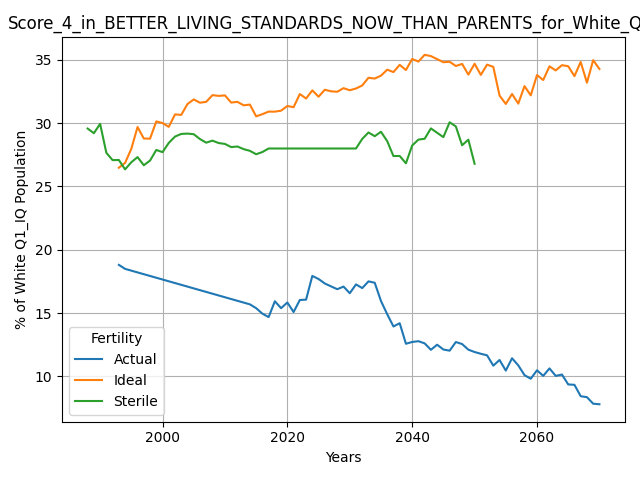 Score_4_in_BETTER_LIVING_STANDARDS_NOW_THAN_PARENTS_for_White_Q
% of White Q1_IQ Population
35
30
25
20
15
10
Fertility
Actual
Ideal
Sterile
2000
2020
2040
2060
Years